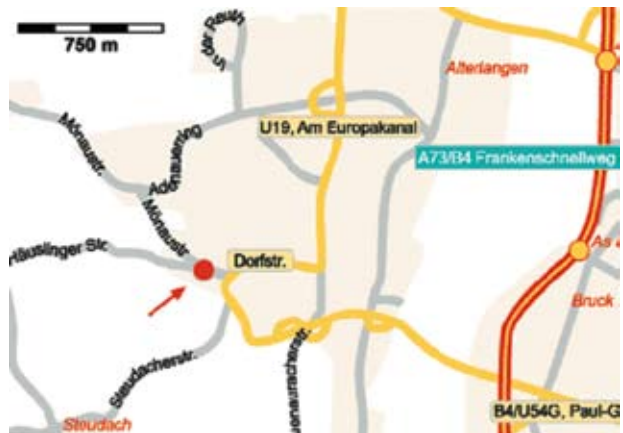 750 m
In der Reuth
Alterlangen
U19, Am Europakanal
Mönaustr.
Adenauerring
A73/B4 Frankenschnellweg
Mönaustr.
Häuslinger Str.
Dorfstr.
As
Bruck
Steudacherstr.
Steudach
B4/U54G, Paul-G